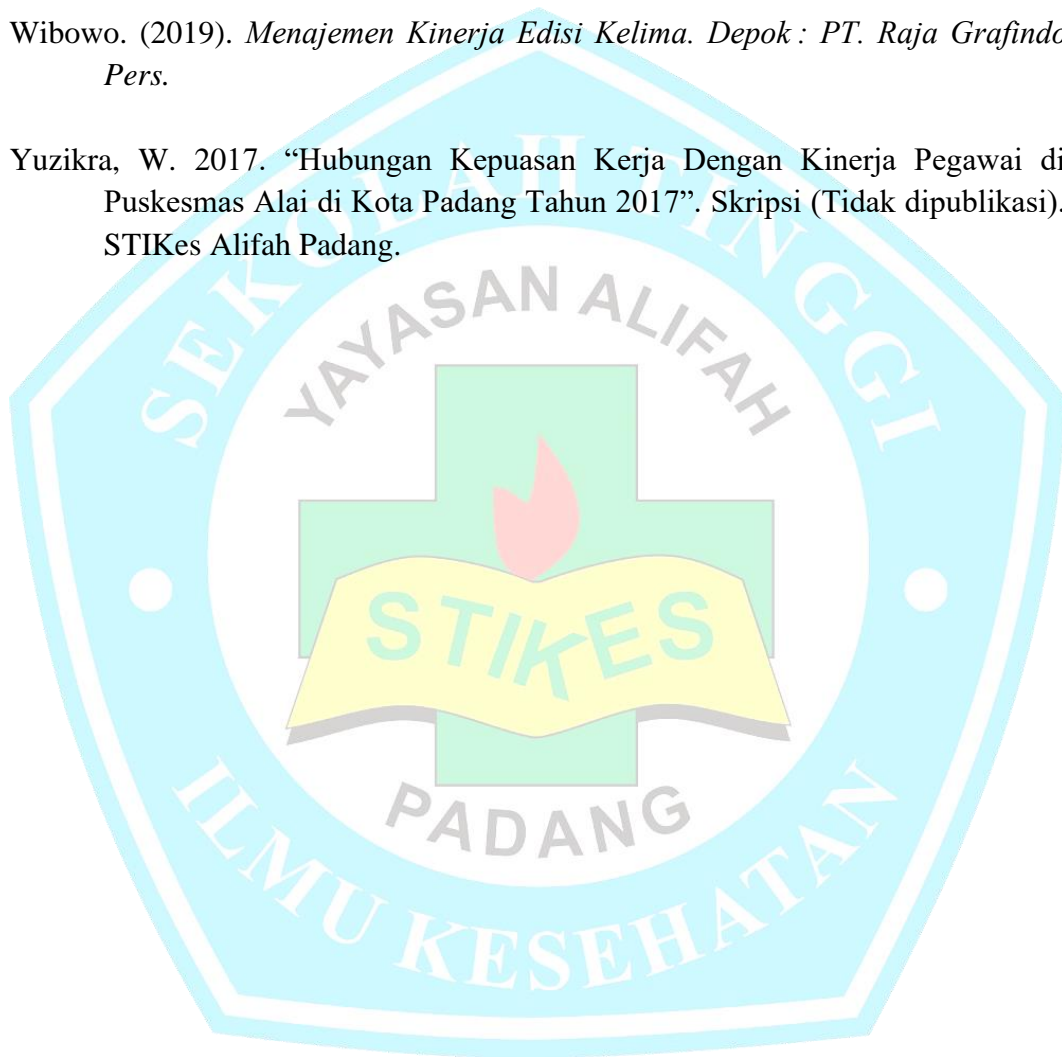 Wibowo. (2019). Menajemen Kinerja Edisi Kelima. Depok : PT. Raja Grafindo
Pers.
Yuzikra, W. 2017. “Hubungan Kepuasan Kerja Dengan Kinerja Pegawai di
Puskesmas Alai di Kota Padang Tahun 2017”. Skripsi (Tidak dipublikasi).
STIKes Alifah Padang.
SEKOLAH TINGGI
YAYASAN ALIFAH
STIKES
PADANG
ILMU KESEHATAN